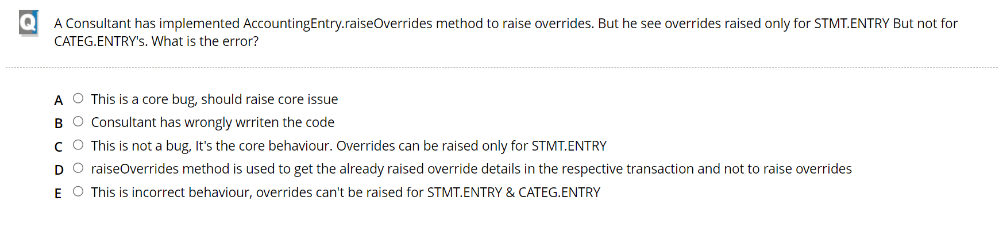 Q
A Consultant has implemented AccountingEntry.raiseOverrides method to raise overrides. But he see overrides raised only for STMT.ENTRY But not for
CATEG.ENTRY's. What is the error?
A This is a core bug, should raise core issue
B Consultant has wrongly wrriten the code
C This is not a bug, It's the core behaviour. Overrides can be raised only for STMT.ENTRY
D raiseOverrides method is used to get the already raised override details in the respective transaction and not to raise overrides
E This is incorrect behaviour, overrides can't be raised for STMT.ENTRY & CATEG.ENTRY